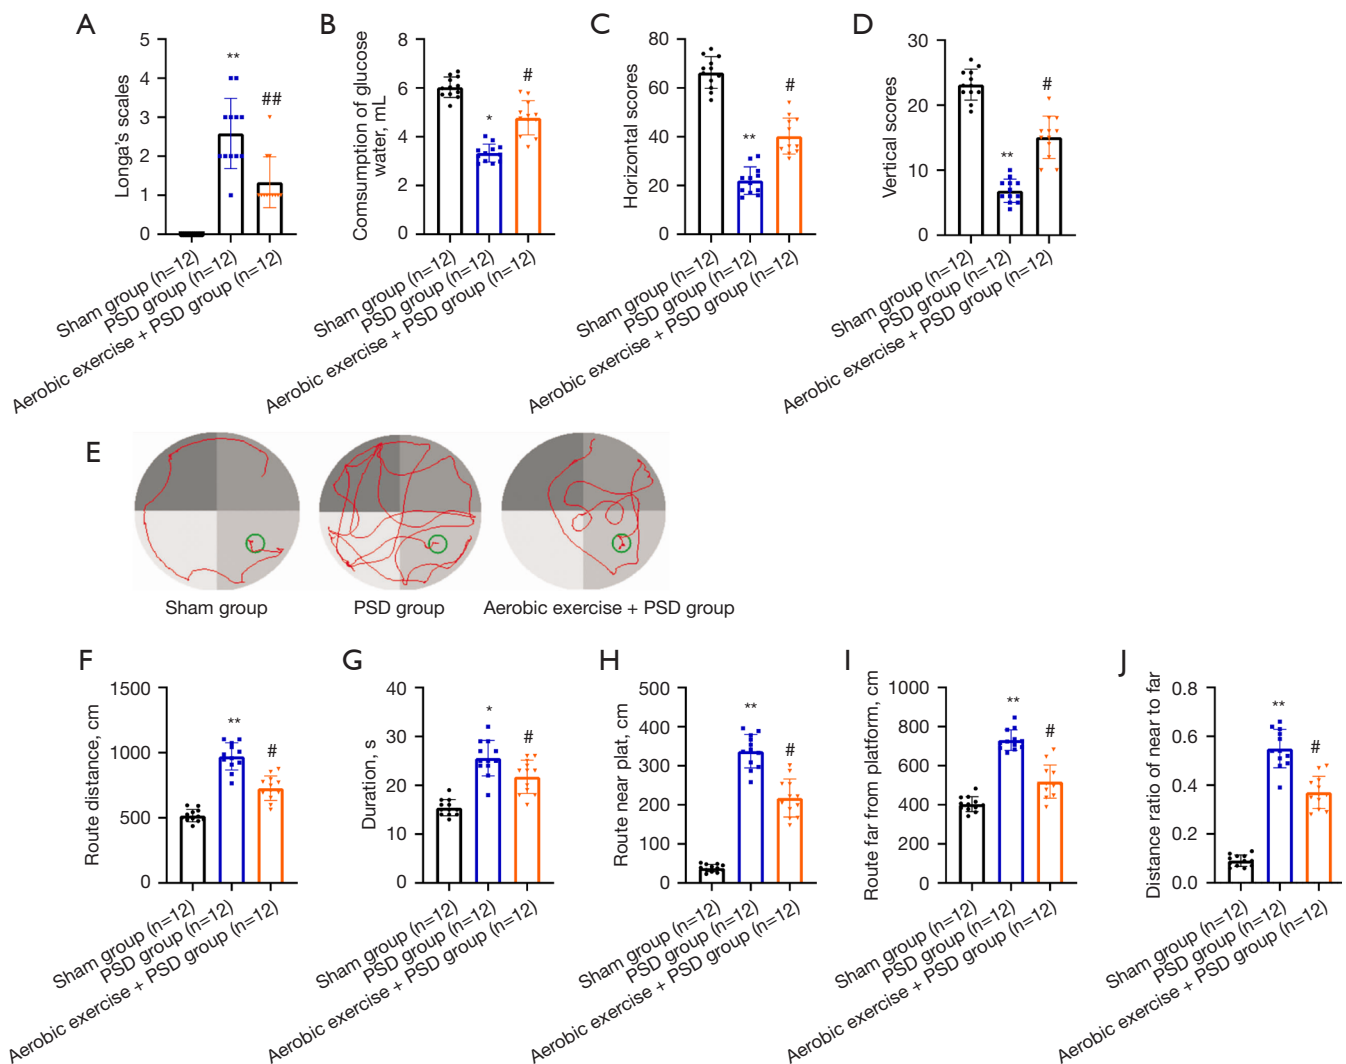 A
Longa's scales
5
4
3
2
1
0
**
##
Sham group (n=12)
PSD group (n=12)
Aerobic exercise + PSD group (n=12)
B
Comsumption of glucose
water, mL
8
6
4
2
0
*
#
Sham group (n=12)
PSD group (n=12)
Aerobic exercise + PSD group (n=12)
C
Horizontal scores
80
60
40
20
0
**
#
Sham group (n=12)
PSD group (n=12)
Aerobic exercise + PSD group (n=12)
D
Vertical scores
30
20
10
0
**
#
Sham group (n=12)
PSD group (n=12)
Aerobic exercise + PSD group (n=12)
E
Sham group
PSD group
Aerobic exercise + PSD group
F
Route distance, cm
1500
1000
500
0
**
#
Sham group (n=12)
PSD group (n=12)
Aerobic exercise + PSD group (n=12)
G
Duration, s
40
30
20
10
0
*
#
Sham group (n=12)
PSD group (n=12)
Aerobic exercise + PSD group (n=12)
H
Route near plat, cm
500
400
300
200
100
0
**
#
Sham group (n=12)
PSD group (n=12)
Aerobic exercise + PSD group (n=12)
I
Route far from platform, cm
1000
800
600
400
200
0
**
#
Sham group (n=12)
PSD group (n=12)
Aerobic exercise + PSD group (n=12)
J
Distance ratio of near to far
0.8
0.6
0.4
0.2
0.0
**
#
Sham group (n=12)
PSD group (n=12)
Aerobic exercise + PSD group (n=12)